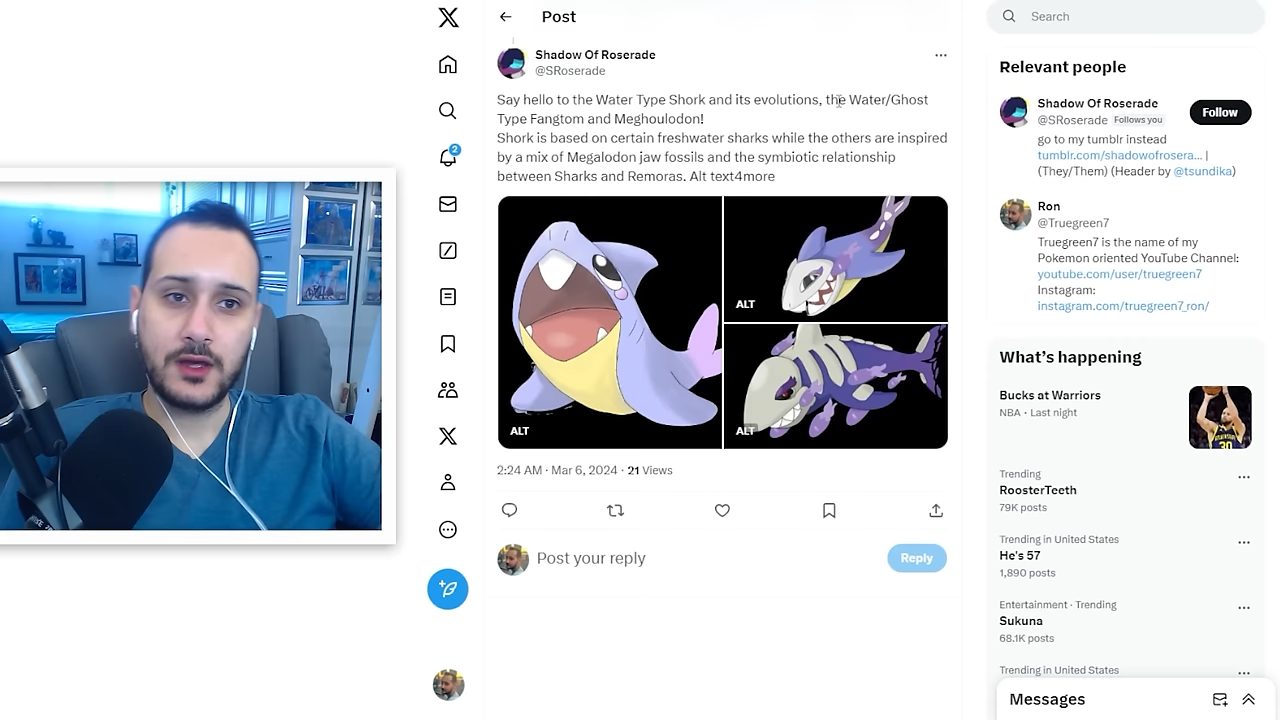 Post
Search
Shadow Of Roserade
@SRoserade
Say hello to the Water Type Shork and its evolutions, the Water/Ghost
Type Fangtom and Meghoulodon!
Shork is based on certain freshwater sharks while the others are inspired
by a mix of Megalodon jaw fossils and the symbiotic relationship
between Sharks and Remoras. Alt text4more
ALT
ALT
ALT
2:24 AM · Mar 6, 2024 · 21 Views
Post your reply
Reply
2
Relevant people
Shadow Of Roserade
@SRoserade Follows you
Follow
go to my tumblr instead
tumblr.com/shadowofrosera... |
(They/Them) (Header by @tsundika)
Ron
@Truegreen7
Truegreen7 is the name of my
Pokemon oriented YouTube Channel:
youtube.com/user/truegreen7
Instagram:
instagram.com/truegreen7_ron/
What's happening
Bucks at Warriors
NBA · Last night
30
Trending
RoosterTeeth
79K posts
Trending in United States
He's 57
1,890 posts
Entertainment · Trending
Sukuna
68.1K posts
Trending in United States
Messages